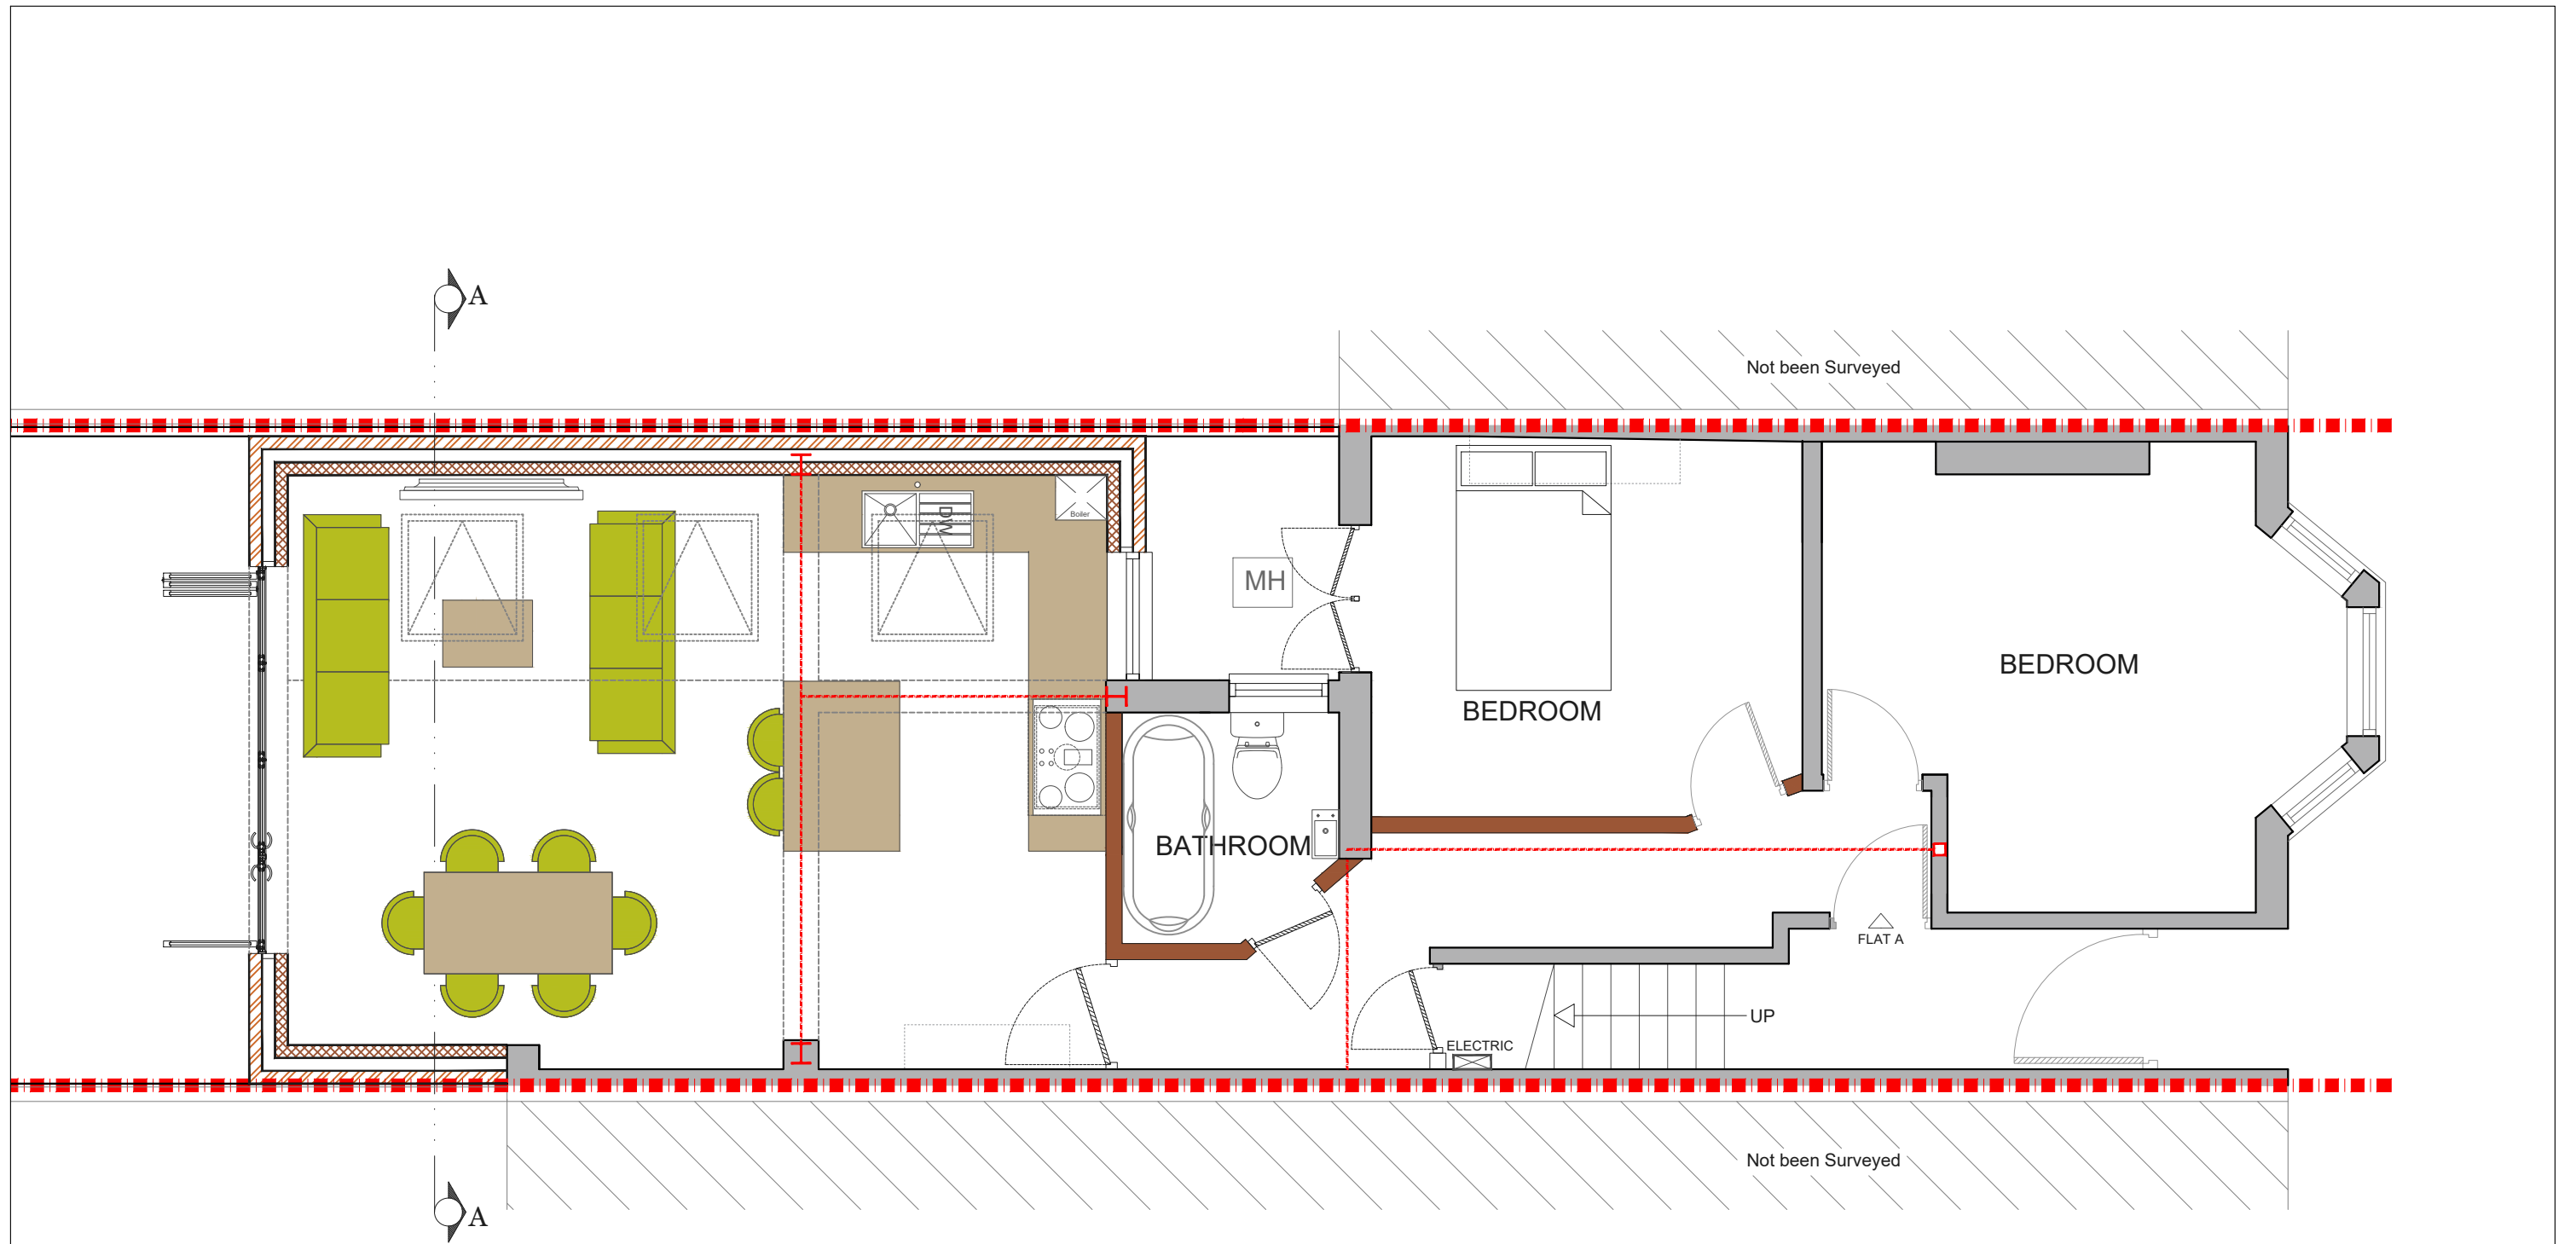 A
Not been Surveyed
DW
Boiler
MH
BEDROOM
BEDROOM
BATHROOM
FLAT A
UP
ELECTRIC
Not been Surveyed
A